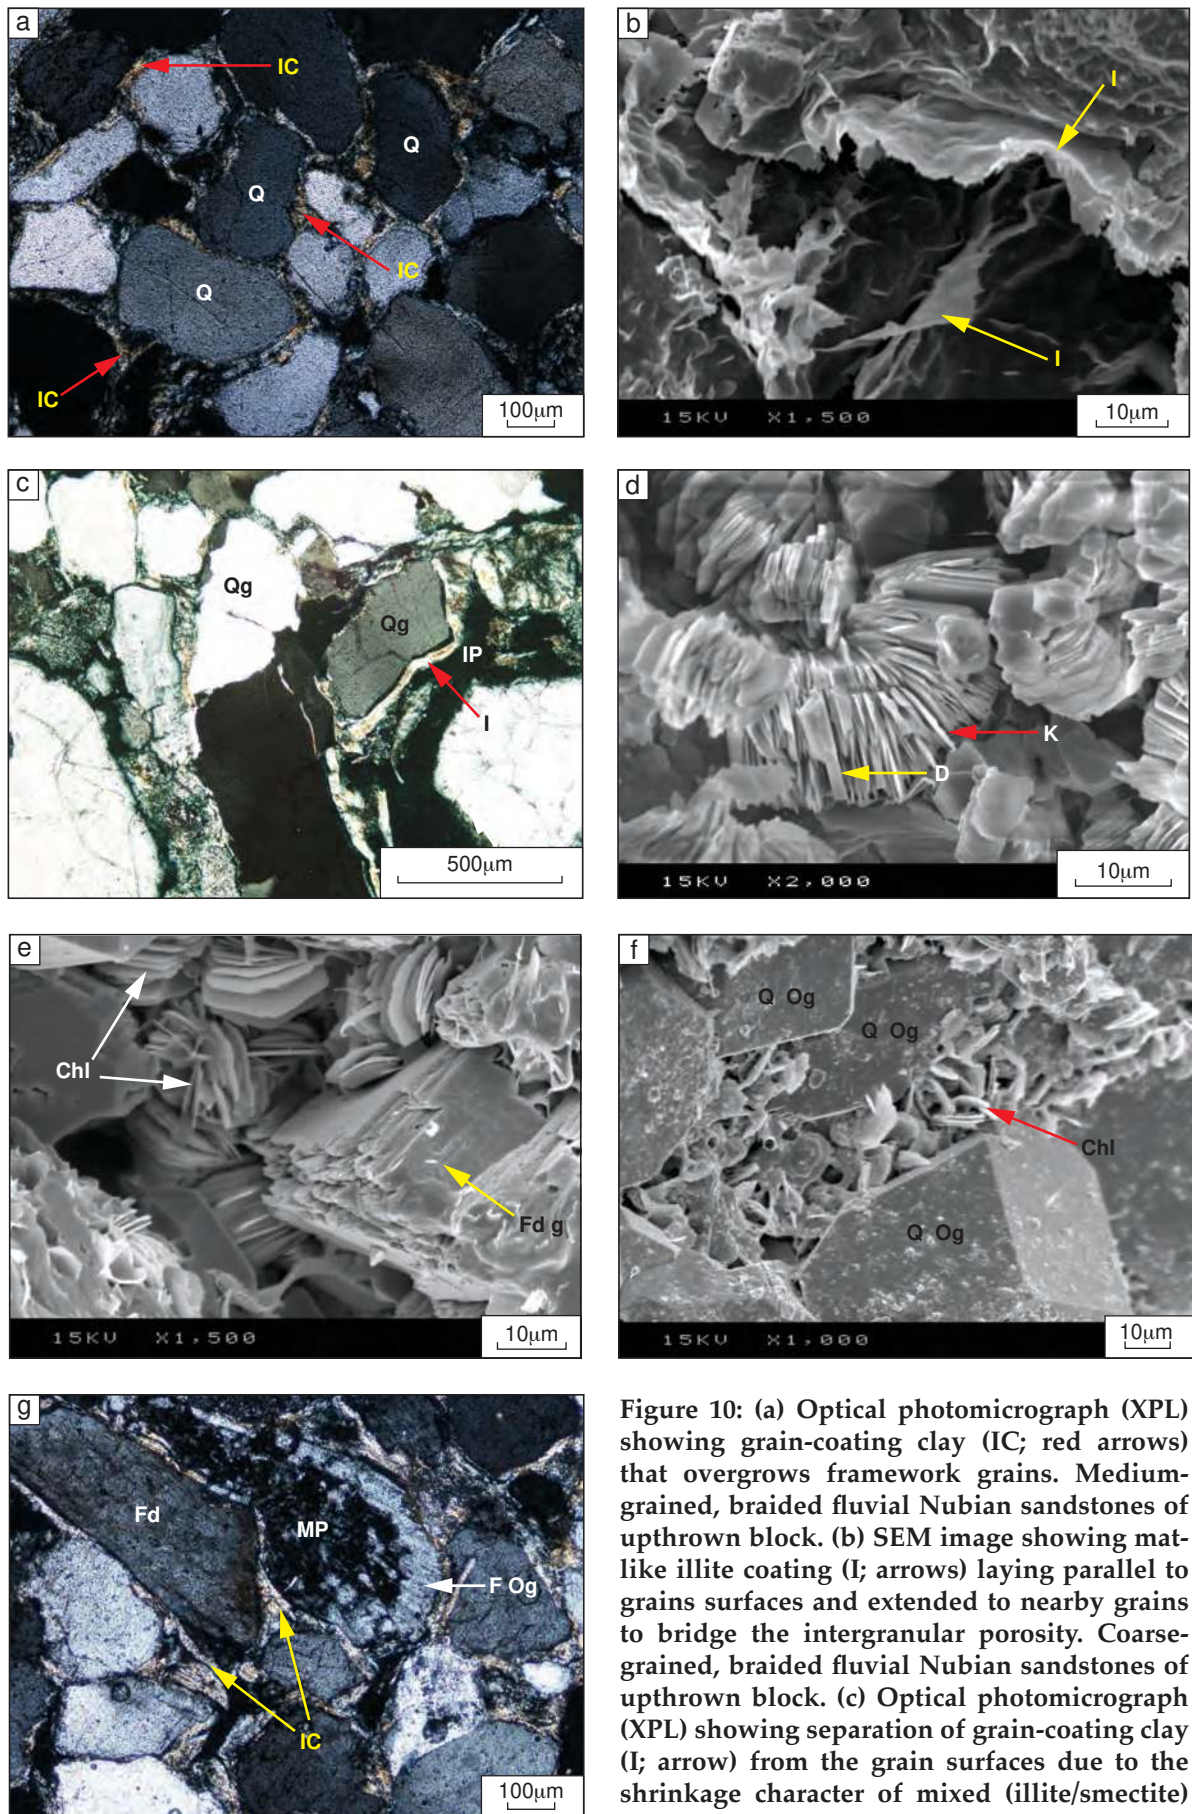 a
IC
Q
Q
IC
Q
IC
100µm
b
I
I
15KV X1,500
10µm
c
Qg
Qg
IP
I
500µm
d
K
D
15KV X2,000
10µm
e
Chl
Fd g
15KV X1,500
10µm
f
Q Og
Q Og
Chl
Q Og
15KV X1,000
10µm
g
Fd
MP
F Og
IC
100µm
Figure 10: (a) Optical photomicrograph (XPL)
showing grain-coating clay (IC; red arrows)
that overgrows framework grains. Medium-
grained, braided fluvial Nubian sandstones of
upthrown block. (b) SEM image showing mat-
like illite coating (I; arrows) laying parallel to
grains surfaces and extended to nearby grains
to bridge the intergranular porosity. Coarse-
grained, braided fluvial Nubian sandstones of
upthrown block. (c) Optical photomicrograph
(XPL) showing separation of grain-coating clay
(I; arrow) from the grain surfaces due to the
shrinkage character of mixed (illite/smectite)